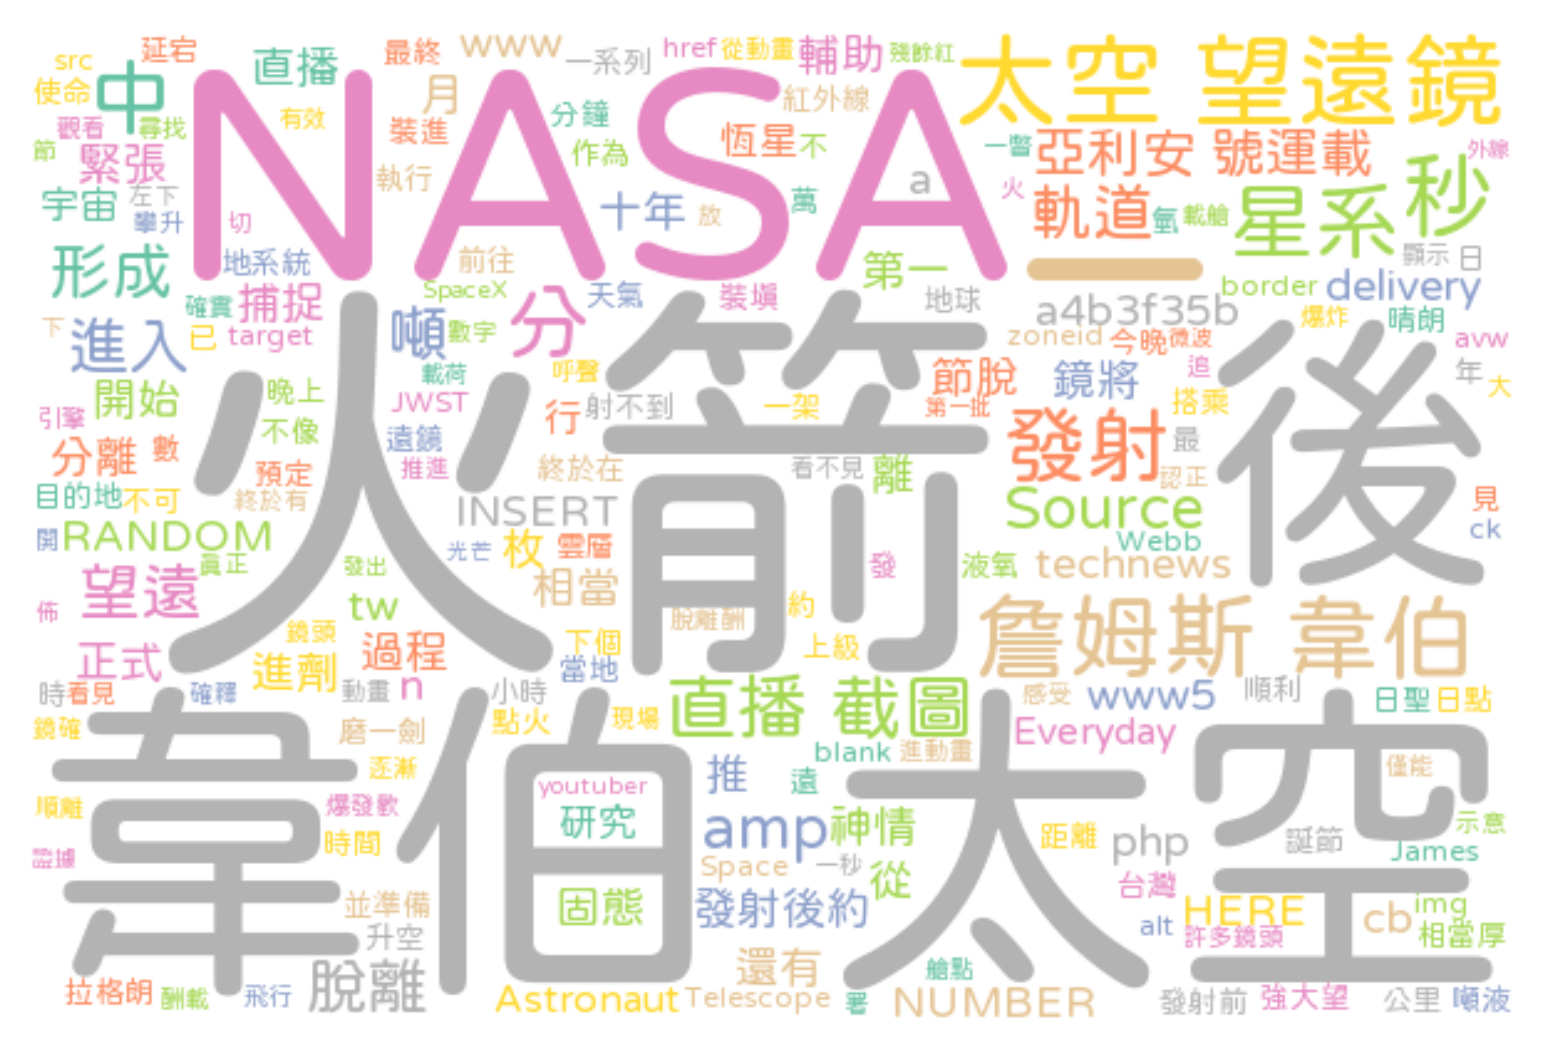 src 延宕 直播 最終 www 一系列 href 從動畫 輔助 殘餘紅 太空 望遠鏡
使命 中 NASA 月 分鐘 紅外線
觀看 尋找 有效 裝進 作為 恆星 不 一瞥 亞利安 號運載 外線
節 緊張 執行 a 火 軌道 氫 載艙 星系 秒
宇宙 左下 攀升 切 十年 放 萬
形成 地系統 前往 第一 一 顯示 日
確實 捕捉 SpaceX 分 天氣 裝填 地球 a4b3f35b border delivery
下 進入 已 target 噸 數字 火箭 zoneid 今晚 微波 爆炸 晴朗 後 avw
開始 晚上 載荷 呼聲 節脫 鏡將 追 年 大
引擎 不像 JWST 行 射不到 一架 第一批 搭乘
分離 數 預定 遠鏡 推進 終於在 看不見 離 發射 最 認正
目的地 不可 終於有 INSERT Source 見
開 RANDOM 光芒 枚 雲層 Webb ck
真正 發出 相當 發 液氧 technews
佈 望遠 tw 脫離酬 約 詹姆斯 韋伯
正式 鏡頭 進劑 過程 下個 當地 上級
時 看見 確釋 動畫 n 小時 直播 截圖 感受 www5 順利 日聖 日點
鏡確 韋伯 磨一劍 點火 現場 太空 Everyday
逐漸 推 blank 進動畫 遠 僅能
順離 爆發歡 youtuber 研究 amp 神情 距離 php 誕節 示意
證據 時間 Space 一秒 從 James
並準備 固態 發射後約 台灣 HERE cb img
升空 alt 許多鏡頭 相當厚
拉格朗 酬載 飛行 脫離 還有 艙點
Astronaut Telescope 署 NUMBER 發射前 強大望 公里 噸液